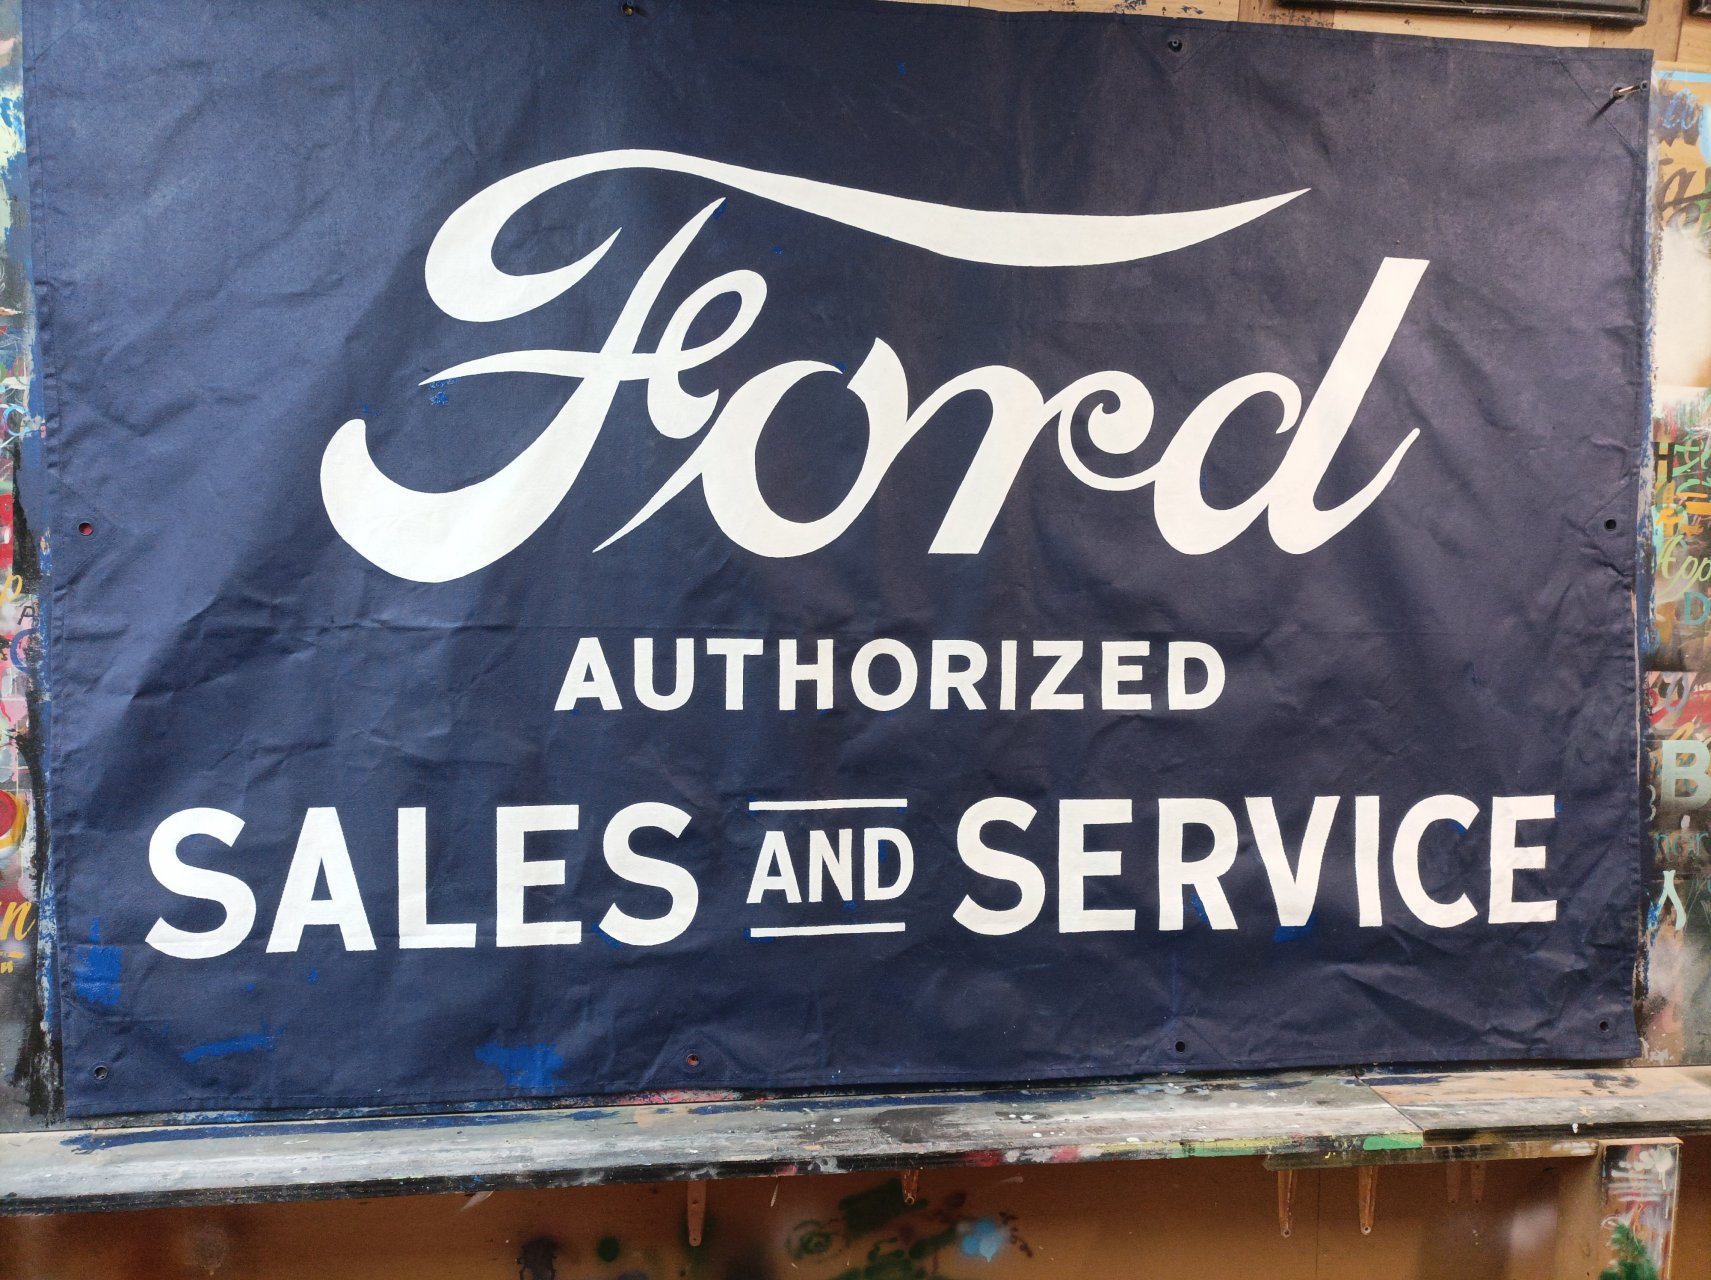 Ford
AUTHORIZED
SALES AND SERVICE